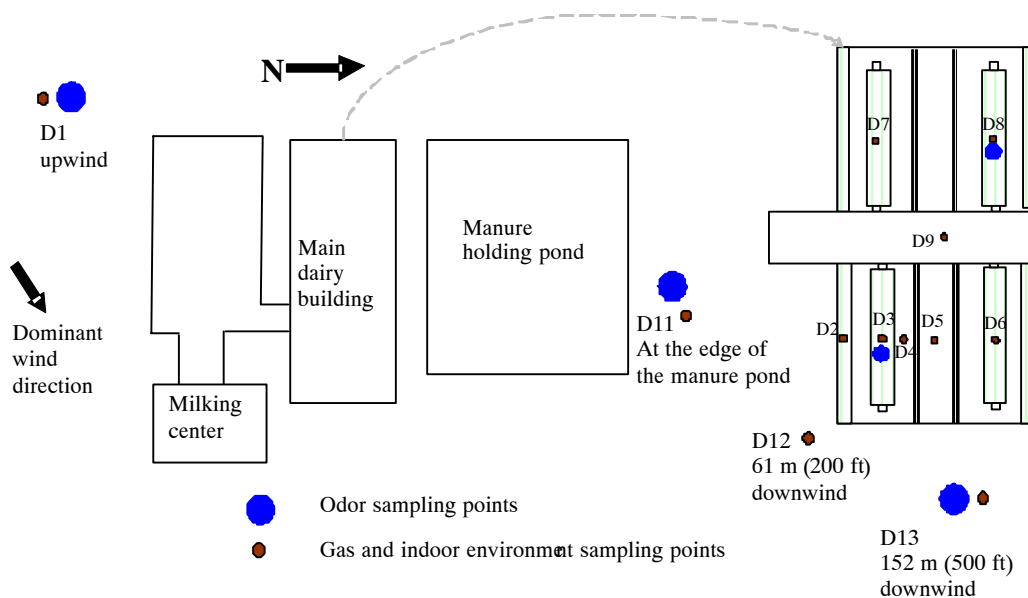 N
D1
upwind
D7
D8
Main
dairy
building
Manure
holding pond
D9
Dominant
wind
direction
D11
At the edge of
the manure pond
D2
D3
D4
D5
D6
Milking
center
D12
61 m (200 ft)
downwind
Odor sampling points
Gas and indoor environment sampling points
D13
152 m (500 ft)
downwind